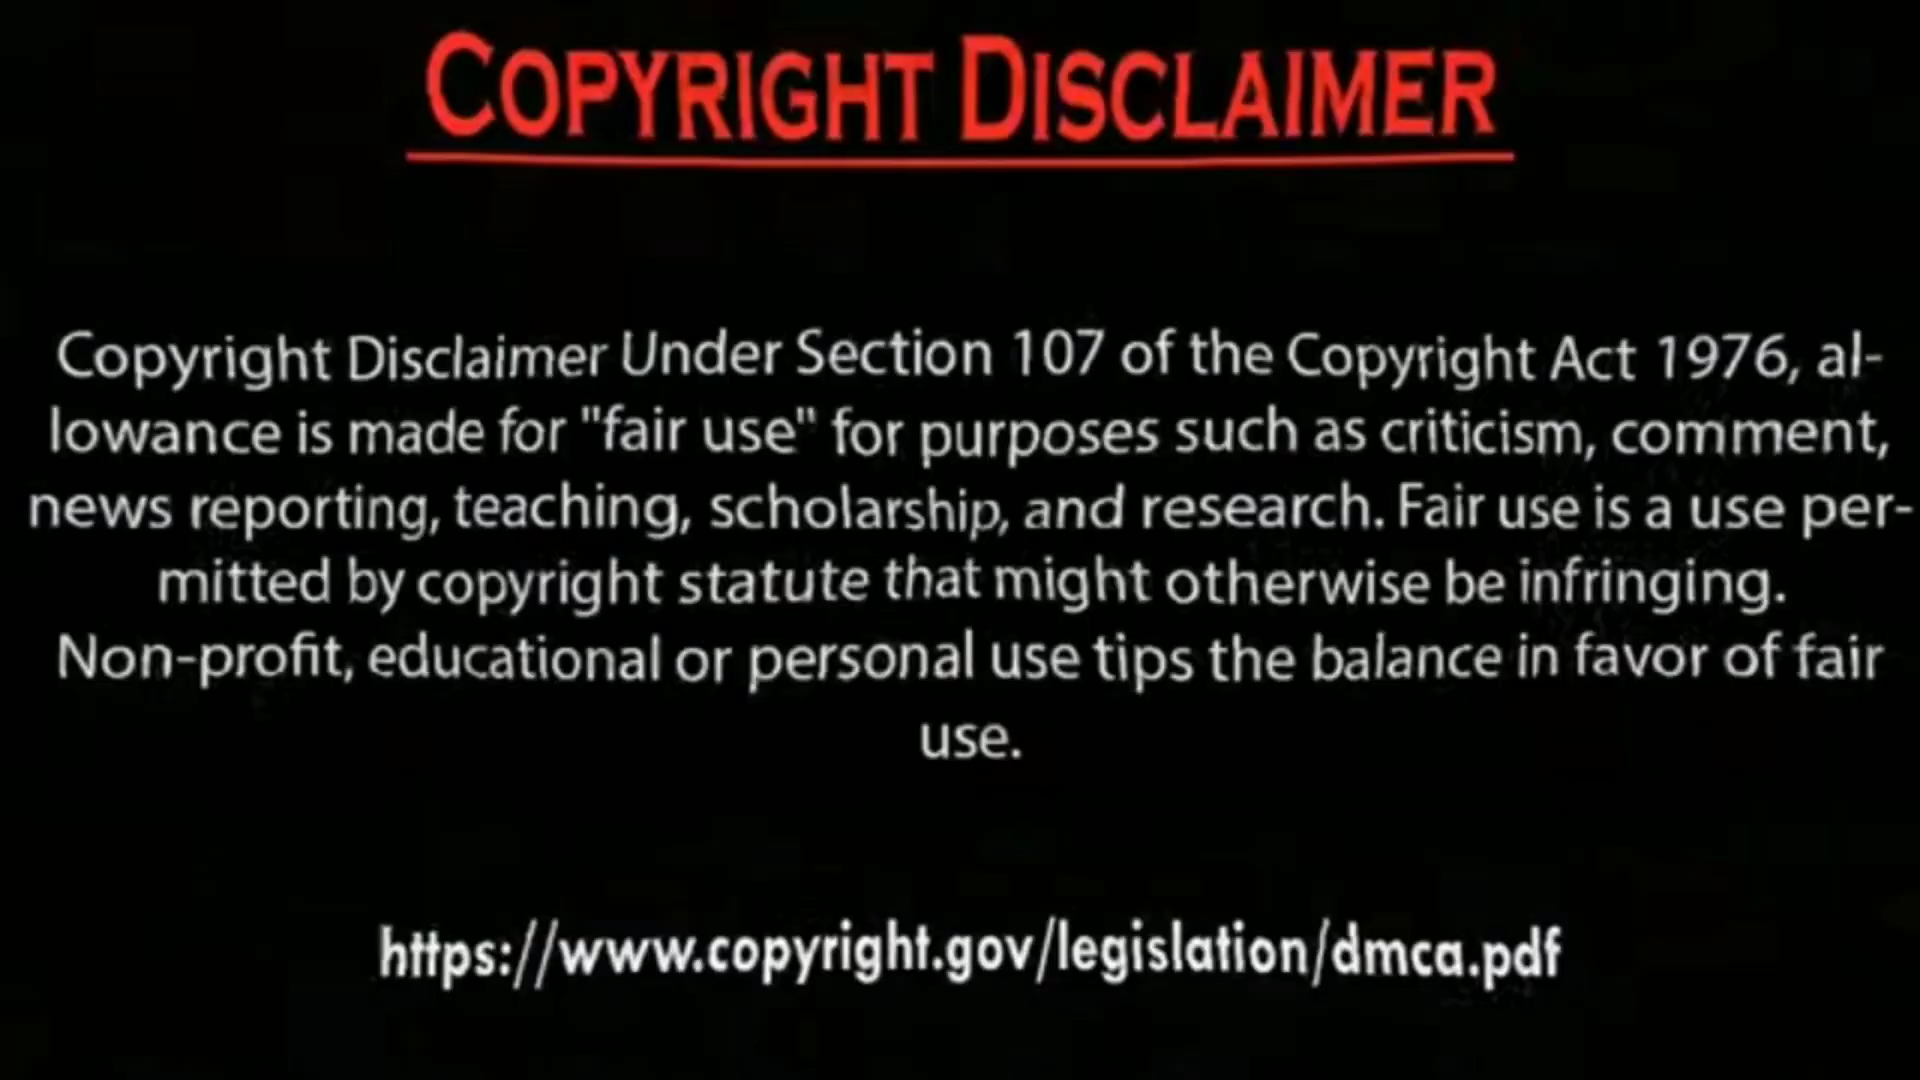 COPYRIGHT DISCLAIMER
Copyright Disclaimer Under Section 107 of the Copyright Act 1976, al-
lowance is made for "fair use" for purposes such as criticism, comment,
news reporting, teaching, scholarship, and research. Fair use is a use per-
mitted by copyright statute that might otherwise be infringing.
Non-profit, educational or personal use tips the balance in favor of fair
use.
https://www.copyright.gov/legislation/dmca.pdf